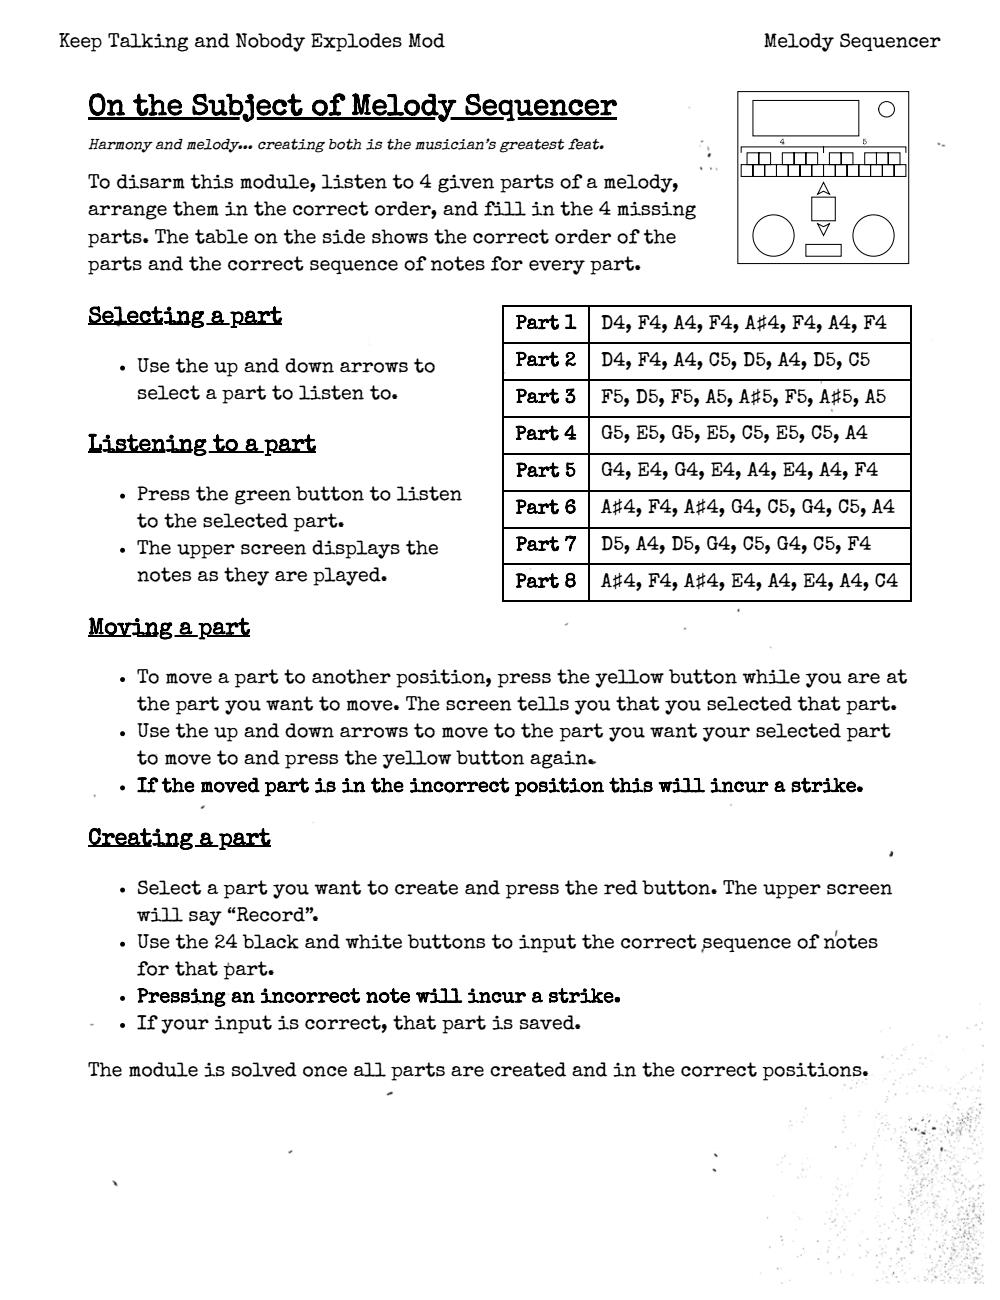 Keep Talking and Nobody Explodes Mod
Melody Sequencer
On the Subject of Melody Sequencer
Harmony and melody... creating both is the musician's greatest feat.
To disarm this module, listen to 4 given parts of a melody,
arrange them in the correct order, and fill in the 4 missing
parts. The table on the side shows the correct order of the
parts and the correct sequence of notes for every part.
4 5
Selecting a part
• Use the up and down arrows to
select a part to listen to.
Listening to a part
• Press the green button to listen
to the selected part.
• The upper screen displays the
notes as they are played.
Part 1 D4, F4, A4, F4, A♯4, F4, A4, F4
Part 2 D4, F4, A4, C5, D5, A4, D5, C5
Part 3 F5, D5, F5, A5, A♯5, F5, A♯5, A5
Part 4 G5, E5, G5, E5, C5, E5, C5, A4
Part 5 G4, E4, G4, E4, A4, E4, A4, F4
Part 6 A♯4, F4, A♯4, G4, C5, G4, C5, A4
Part 7 D5, A4, D5, G4, C5, G4, C5, F4
Part 8 A♯4, F4, A♯4, E4, A4, E4, A4, C4
Moving a part
• To move a part to another position, press the yellow button while you are at
the part you want to move. The screen tells you that you selected that part.
• Use the up and down arrows to move to the part you want your selected part
to move to and press the yellow button again.
• If the moved part is in the incorrect position this will incur a strike.
Creating a part
• Select a part you want to create and press the red button. The upper screen
will say “Record”.
• Use the 24 black and white buttons to input the correct sequence of notes
for that part.
• Pressing an incorrect note will incur a strike.
• If your input is correct, that part is saved.
The module is solved once all parts are created and in the correct positions.